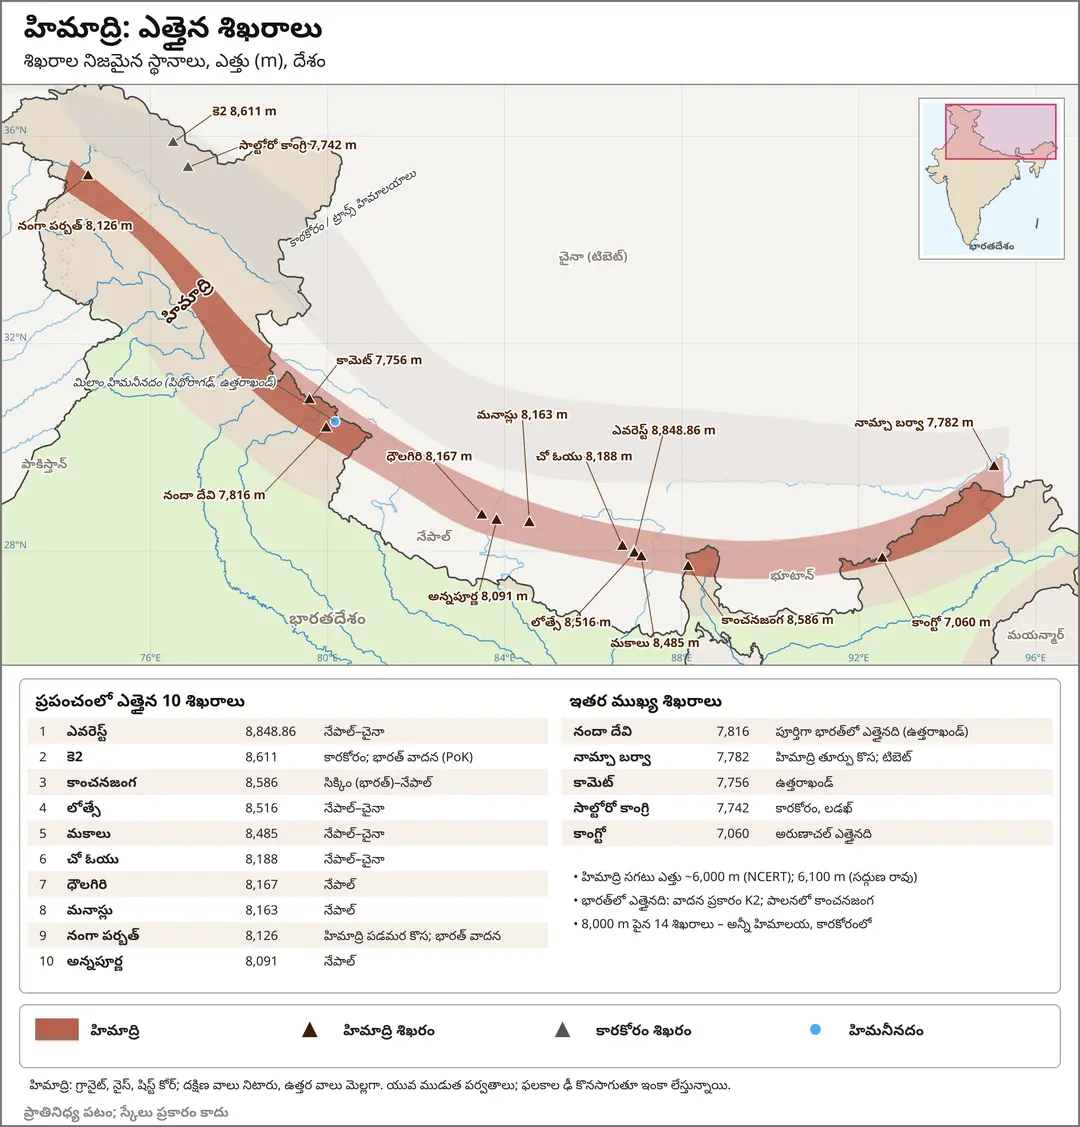 హిమాద్రి: ఎత్తైన శిఖరాలు
శిఖరాల నిజమైన స్థానాలు, ఎత్తు (m), దేశం
36°N
32°N
28°N
కె2 8,611 m
సాల్టోరో కాంగ్రి 7,742 m
నంగా పర్బత్ 8,126 m
కారకోరం / ట్రాన్స్ హిమాలయాలు
చైనా (టిబెట్)
భారతదేశం
హిమాద్రి
కామెట్ 7,756 m
మిలాం హిమనీనదం (పిథోరాగఢ్, ఉత్తరాఖండ్)
మనాస్లు 8,163 m
ఎవరెస్ట్ 8,848.86 m
నామ్చా బర్వా 7,782 m
ధౌలగిరి 8,167 m
చో ఓయు 8,188 m
పాకిస్తాన్
నందా దేవి 7,816 m
నేపాల్
భూటాన్
అన్నపూర్ణ 8,091 m
భారతదేశం
లోత్సే 8,516 m
కాంచనజంగ 8,586 m
కాంగ్టో 7,060 m
మకాలు 8,485 m
మయన్మార్
76°E
80°E
84°E
88°E
92°E
96°E
ప్రపంచంలో ఎత్తైన 10 శిఖరాలు
1 ఎవరెస్ట్ 8,848.86 నేపాల్–చైనా
2 కె2 8,611 కారకోరం; భారత్ వాదన (PoK)
3 కాంచనజంగ 8,586 సిక్కిం (భారత్)–నేపాల్
4 లోత్సే 8,516 నేపాల్–చైనా
5 మకాలు 8,485 నేపాల్–చైనా
6 చో ఓయు 8,188 నేపాల్–చైనా
7 ధౌలగిరి 8,167 నేపాల్
8 మనాస్లు 8,163 నేపాల్
9 నంగా పర్బత్ 8,126 హిమాద్రి పడమర కొస; భారత్ వాదన
10 అన్నపూర్ణ 8,091 నేపాల్
ఇతర ముఖ్య శిఖరాలు
నందా దేవి 7,816 పూర్తిగా భారత్‌లో ఎత్తైనది (ఉత్తరాఖండ్)
నామ్చా బర్వా 7,782 హిమాద్రి తూర్పు కొస; టిబెట్
కామెట్ 7,756 ఉత్తరాఖండ్
సాల్టోరో కాంగ్రి 7,742 కారకోరం, లడఖ్
కాంగ్టో 7,060 అరుణాచల్ ఎత్తైనది
• హిమాద్రి సగటు ఎత్తు ~6,000 m (NCERT); 6,100 m (సద్గుణ రావు)
• భారత్‌లో ఎత్తైనది: వాదన ప్రకారం K2; పాలనలో కాంచనజంగ
• 8,000 m పైన 14 శిఖరాలు – అన్నీ హిమాలయ, కారకోరంలో
హిమాద్రి
హిమాద్రి శిఖరం
కారకోరం శిఖరం
హిమనీనదం
హిమాద్రి: గ్రానైట్, నైస్, షిస్ట్ కోర్; దక్షిణ వాలు నిటారు, ఉత్తర వాలు మెల్లగా. యువ ముడుత పర్వతాలు; ఫలకాల ఢీ కొనసాగుతూ ఇంకా లేస్తున్నాయి.
ప్రాతినిధ్య పటం; స్కేలు ప్రకారం కాదు